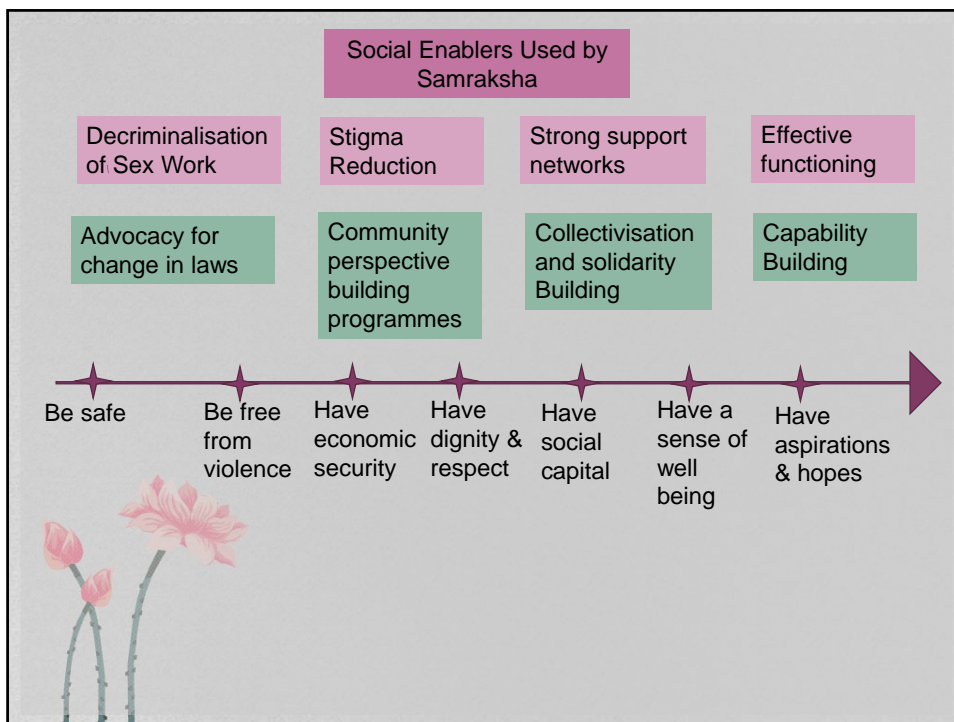 Social Enablers Used by
Samraksha
Decriminalisation
of Sex Work
Stigma
Reduction
Strong support
networks
Effective
functioning
Advocacy for
change in laws
Community
perspective
building
programmes
Collectivisation
and solidarity
Building
Capability
Building
Be safe
Be free
from
violence
Have
economic
security
Have
dignity &
respect
Have
social
capital
Have a
sense of
well
being
Have
aspirations
& hopes